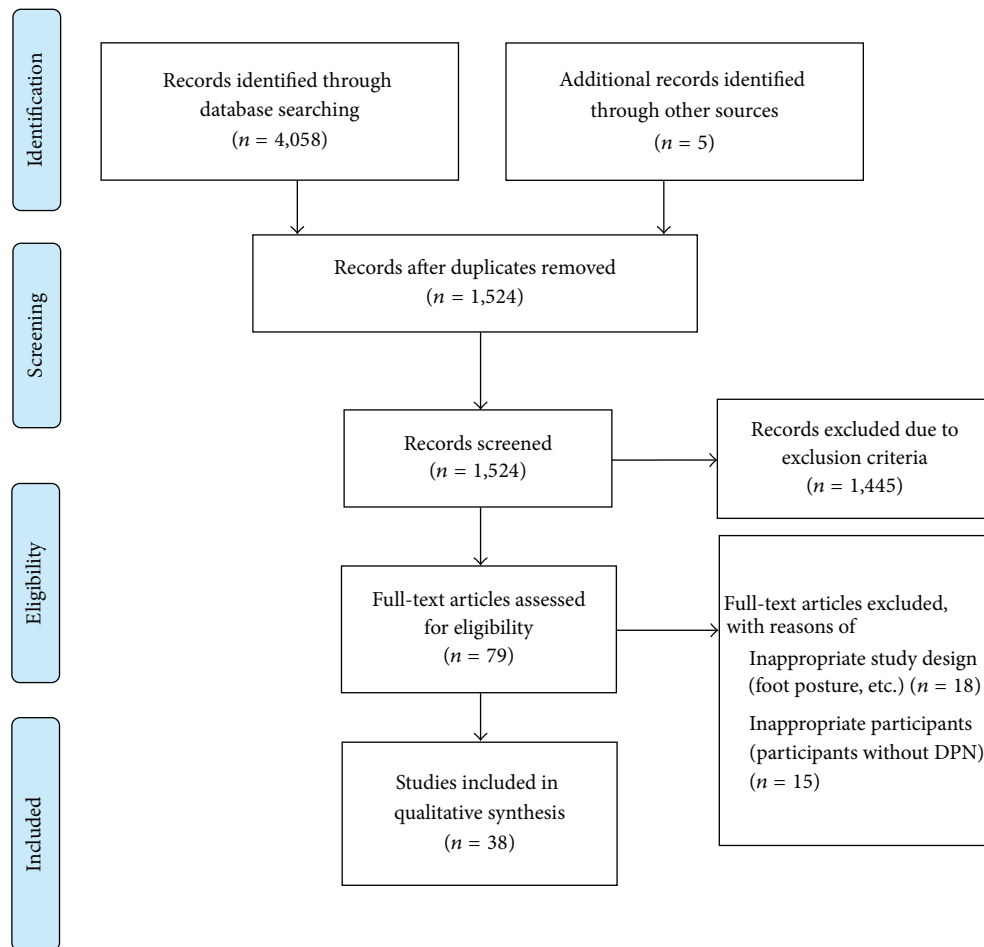 Identification
Records identified through
database searching
(n = 4,058)
Additional records identified
through other sources
(n = 5)
Screening
Records after duplicates removed
(n = 1,524)
Records screened
(n = 1,524)
Records excluded due to
exclusion criteria
(n = 1,445)
Eligibility
Full-text articles assessed
for eligibility
(n = 79)
Full-text articles excluded,
with reasons of
Inappropriate study design
(foot posture, etc.) (n = 18)
Inappropriate participants
(participants without DPN)
(n = 15)
Included
Studies included in
qualitative synthesis
(n = 38)